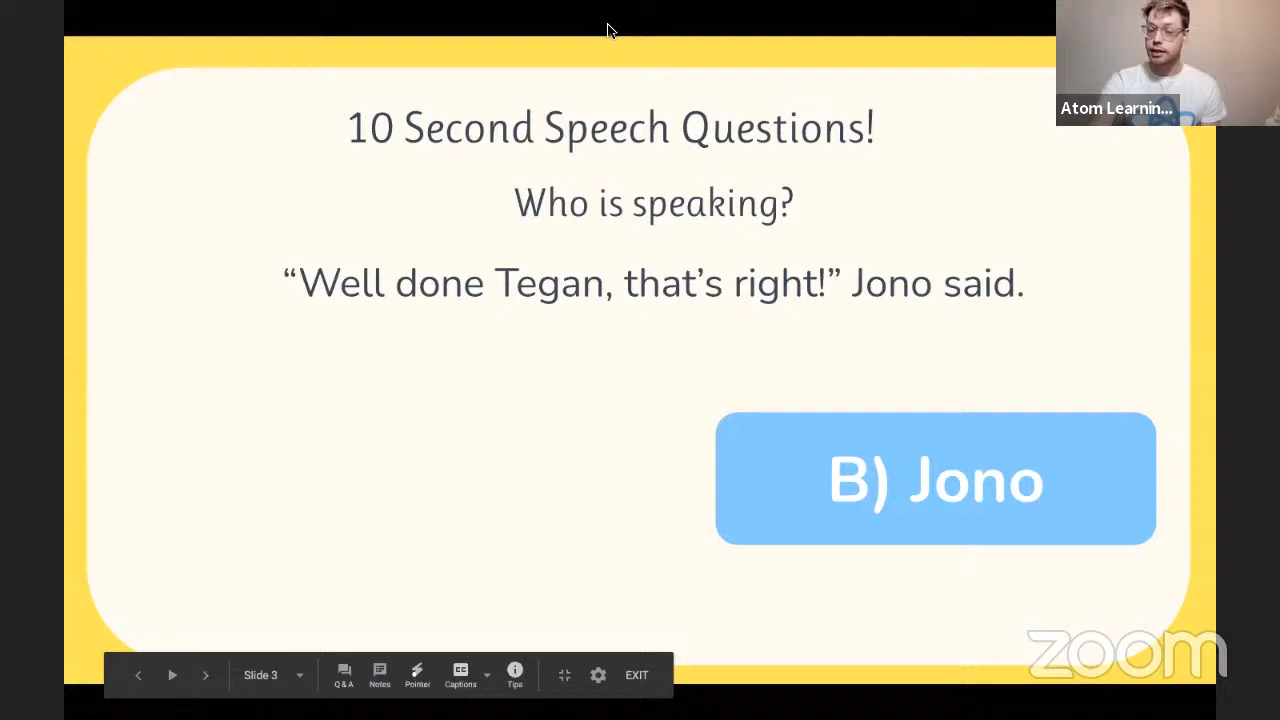 10 Second Speech Questions!
Atom Learnin...
Who is speaking?
“Well done Tegan, that’s right!” Jono said.
B) Jono
zoom
Slide 3
Q & A
Notes
Pointer
CC
Captions
Tips
EXIT